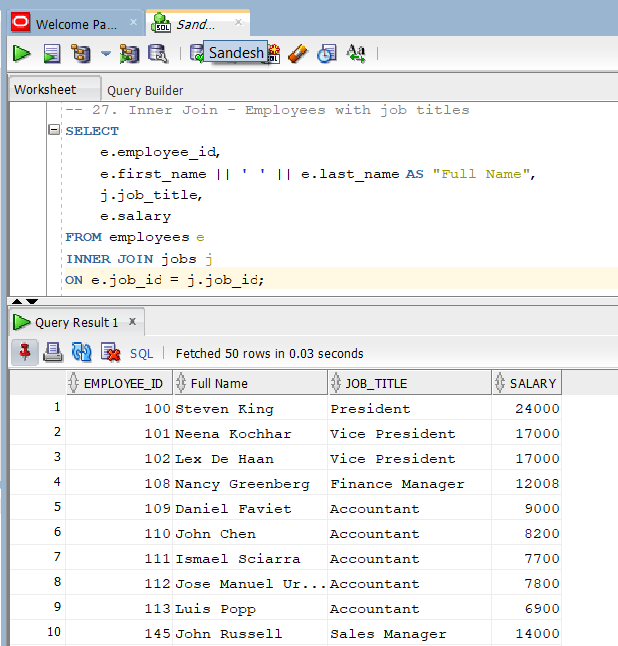 Welcome Pa... × Sand... ×
SQL Sandesh SQL
Worksheet Query Builder
-- 27. Inner Join - Employees with job titles
SELECT
e.employee_id,
e.first_name || ' ' || e.last_name AS "Full Name",
j.job_title,
e.salary
FROM employees e
INNER JOIN jobs j
ON e.job_id = j.job_id;
Query Result 1 ×
SQL | Fetched 50 rows in 0.03 seconds
EMPLOYEE_ID Full Name JOB_TITLE SALARY
1 100 Steven King President 24000
2 101 Neena Kochhar Vice President 17000
3 102 Lex De Haan Vice President 17000
4 108 Nancy Greenberg Finance Manager 12008
5 109 Daniel Faviet Accountant 9000
6 110 John Chen Accountant 8200
7 111 Ismael Sciarra Accountant 7700
8 112 Jose Manuel Ur... Accountant 7800
9 113 Luis Popp Accountant 6900
10 145 John Russell Sales Manager 14000